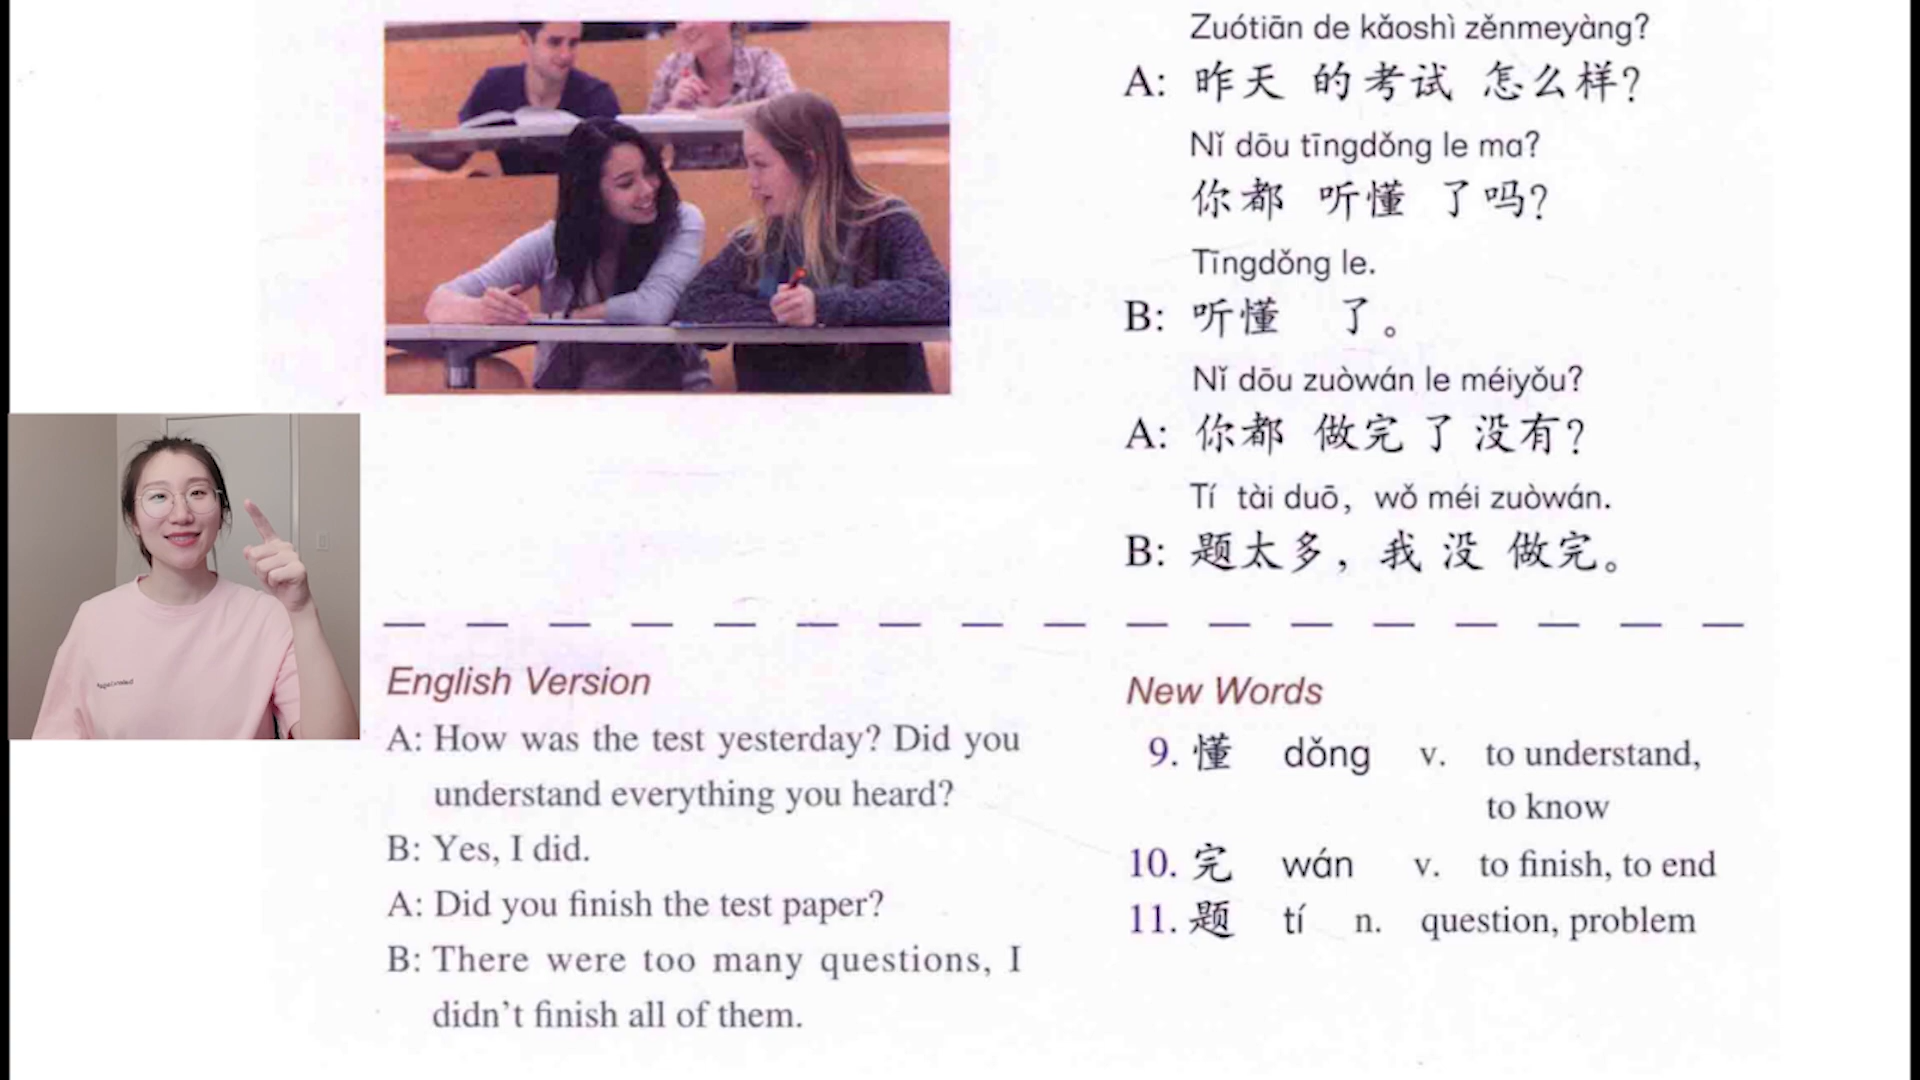 Zuótiān de kǎoshì zěnmeyàng?
A: 昨天 的考试 怎么样?
Nǐ dōu tīngdǒng le ma?
你都 听懂 了吗?
Tīngdǒng le.
B: 听懂 了。
Nǐ dōu zuòwán le méiyǒu?
A: 你都 做完了没有?
Tí tài duō, wǒ méi zuòwán.
B: 题太多, 我 没 做完。
English Version
A: How was the test yesterday? Did you
understand everything you heard?
B: Yes, I did.
A: Did you finish the test paper?
B: There were too many questions, I
didn't finish all of them.
New Words
9. 懂 dǒng v. to understand,
to know
10. 完 wán v. to finish, to end
11. 题 tí n. question, problem